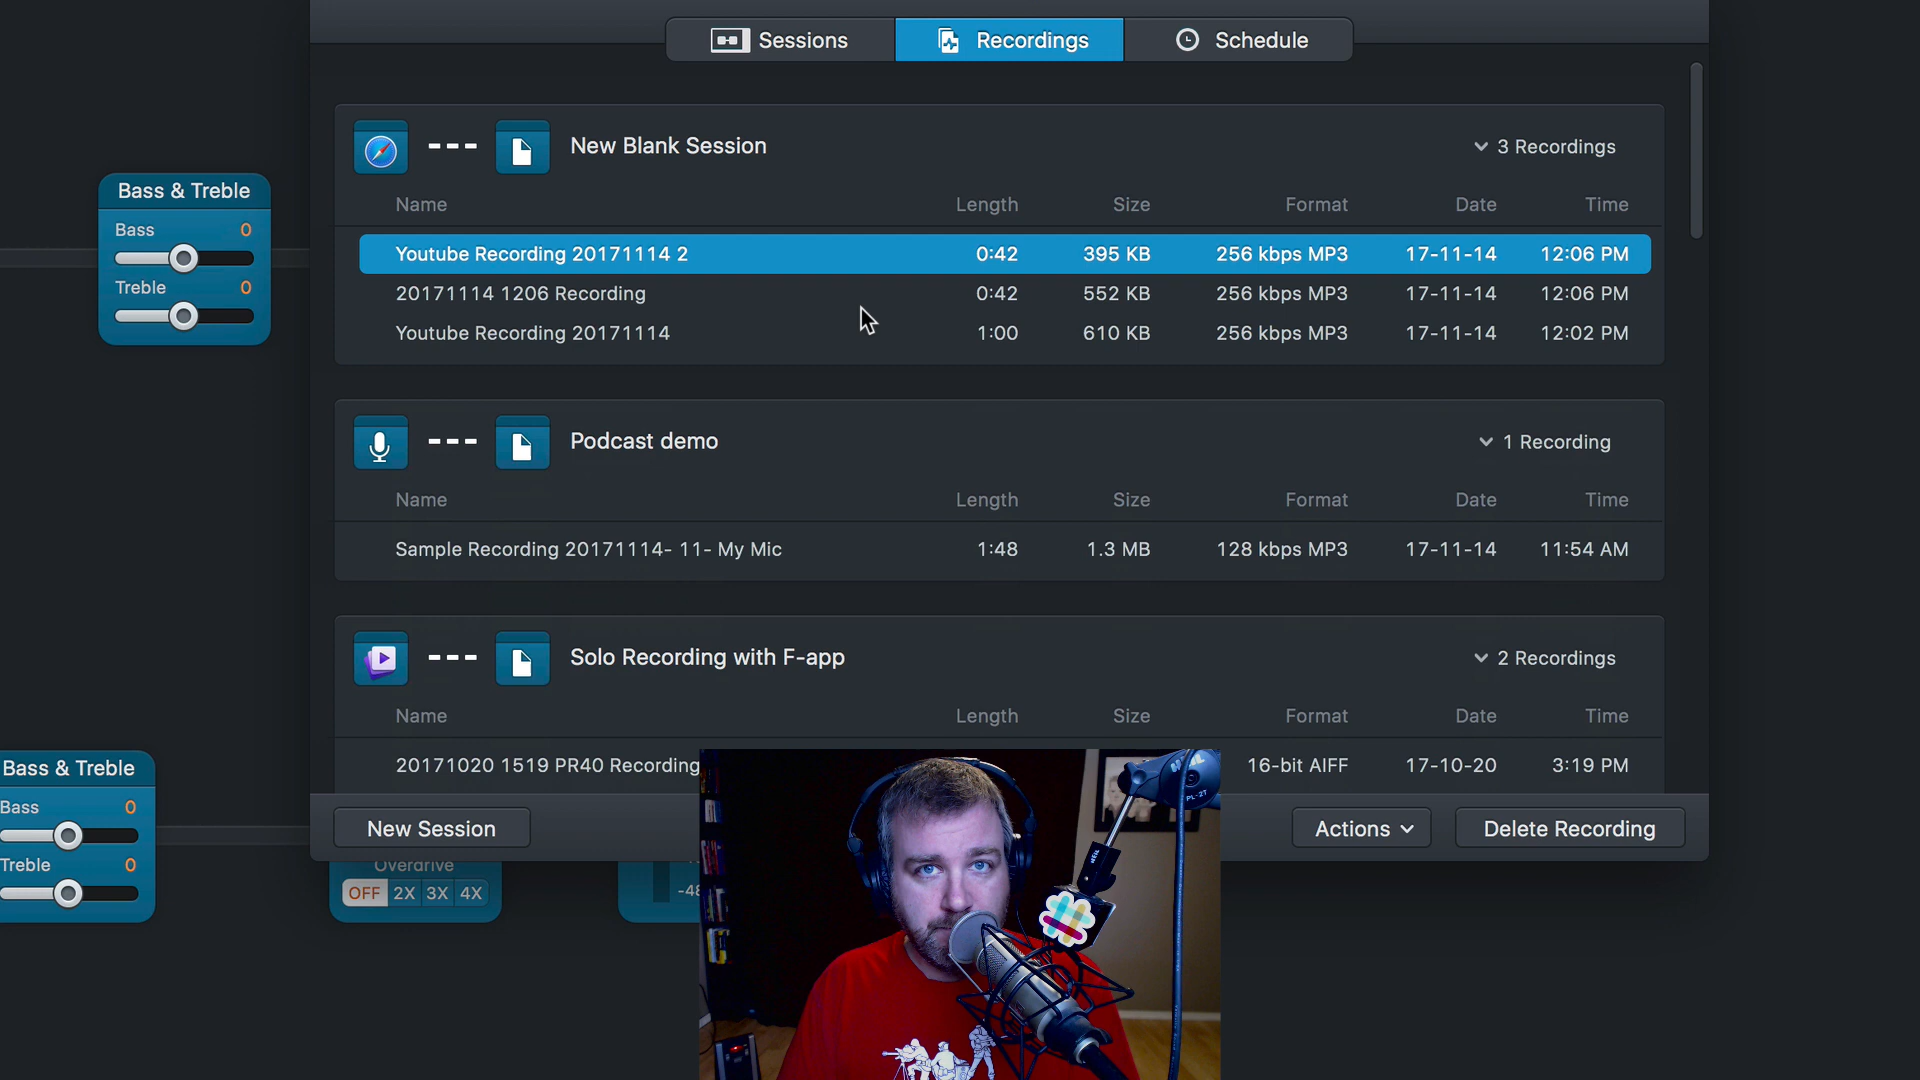 Sessions
Recordings
Schedule
New Blank Session
3 Recordings
Name Length Size Format Date Time
Youtube Recording 20171114 2 0:42 395 KB 256 kbps MP3 17-11-14 12:06 PM
20171114 1206 Recording 0:42 552 KB 256 kbps MP3 17-11-14 12:06 PM
Youtube Recording 20171114 1:00 610 KB 256 kbps MP3 17-11-14 12:02 PM
Bass & Treble
Bass 0
Treble 0
Podcast demo
1 Recording
Name Length Size Format Date Time
Sample Recording 20171114- 11- My Mic 1:48 1.3 MB 128 kbps MP3 17-11-14 11:54 AM
Solo Recording with F-app
2 Recordings
Name Length Size Format Date Time
20171020 1519 PR40 Recording 16-bit AIFF 17-10-20 3:19 PM
Bass & Treble
Bass 0
Treble 0
New Session
Actions
Delete Recording
Overdrive
OFF 2X 3X 4X
PL-2T